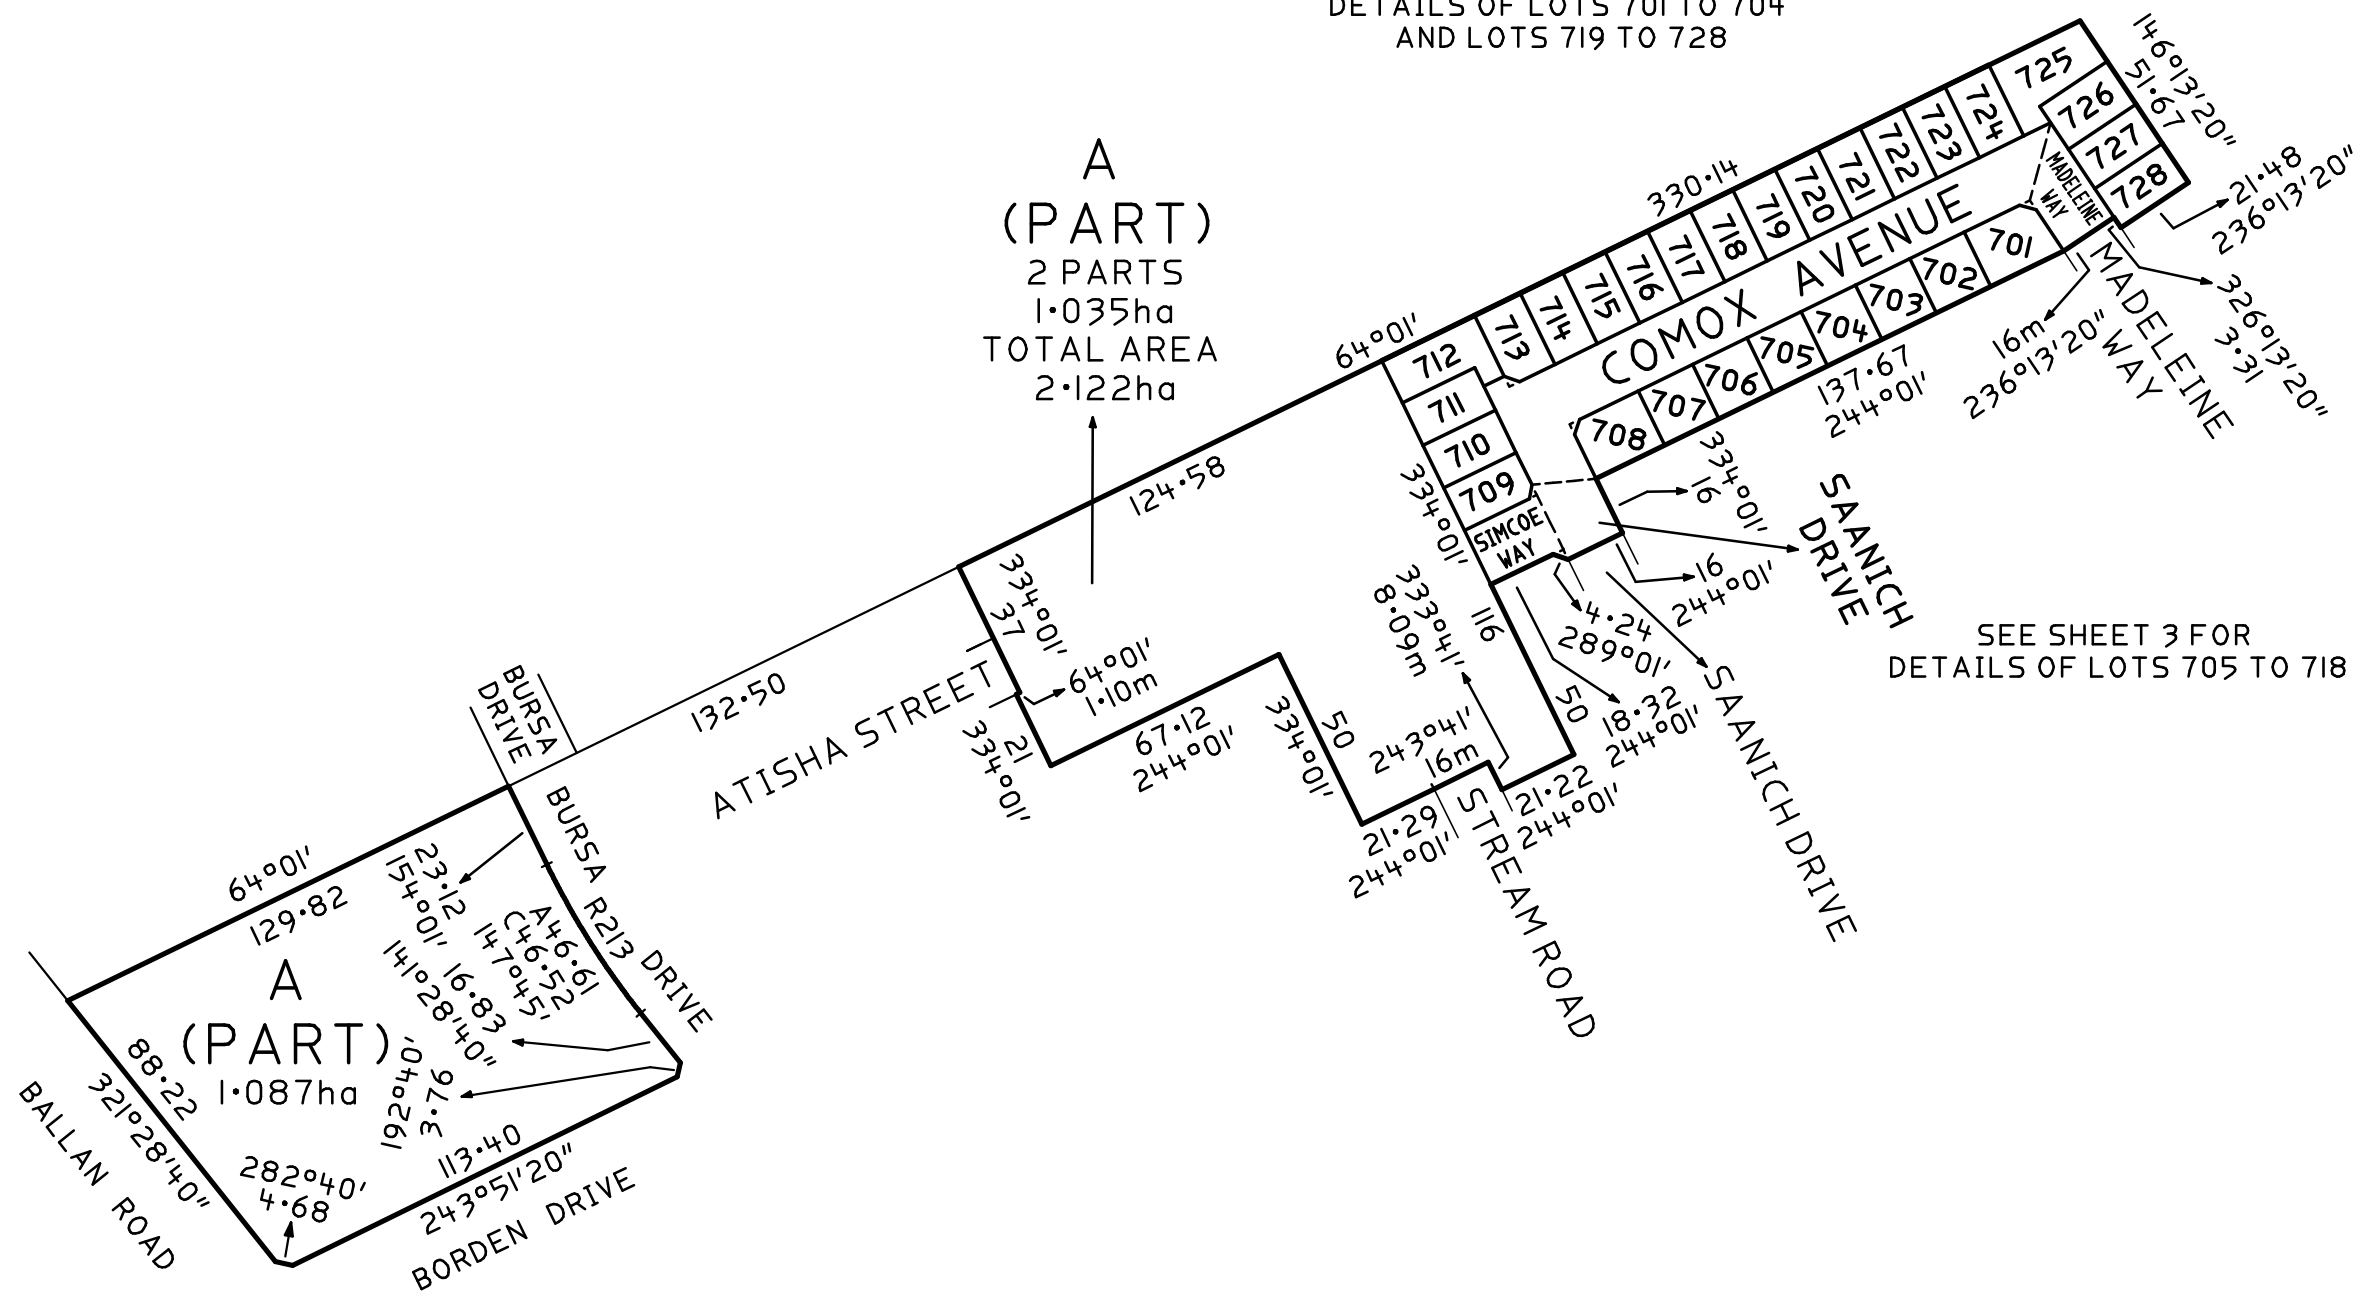 DETAILS OF LOTS 701 TO 704
AND LOTS 719 TO 728
146°13'20"
51·67
725
726
727
728
724
723
722
721
720
719
718
717
716
715
714
713
712
711
710
709
MADELEINE
WAY
21·48
236°13'20"
330·14
64°01'
COMOX AVENUE
701
702
703
704
705
706
707
708
MADELEINE
WAY
326°13'20"
3·31
16m
236°13'20"
137·67
244°01'
A
(PART)
2 PARTS
1·035ha
TOTAL AREA
2·122ha
124·58
334°01'
334°01'
16
SIMCOE
WAY
SAANICH
DRIVE
16
244°01'
4·24
289°01'
SEE SHEET 3 FOR
DETAILS OF LOTS 705 TO 718
333°41'
8·09m
116
50
18·32
244°01'
SAANICH DRIVE
334°01'
37
64°01'
1·10m
21
334°01'
67·12
244°01'
50
334°01'
243°41'
16m
21·22
244°01'
21·29
244°01'
STREAM ROAD
BURSA
DRIVE
132·50
ATISHA STREET
BURSA DRIVE
R213
64°01'
129·82
23·12
154°01'
A46·61
C46·52
147°45'
16·83
141°28'40"
A
(PART)
1·087ha
192°40'
3·76
88·22
321°28'40"
BALLAN ROAD
282°40'
4·68
113·40
243°51'20"
BORDEN DRIVE